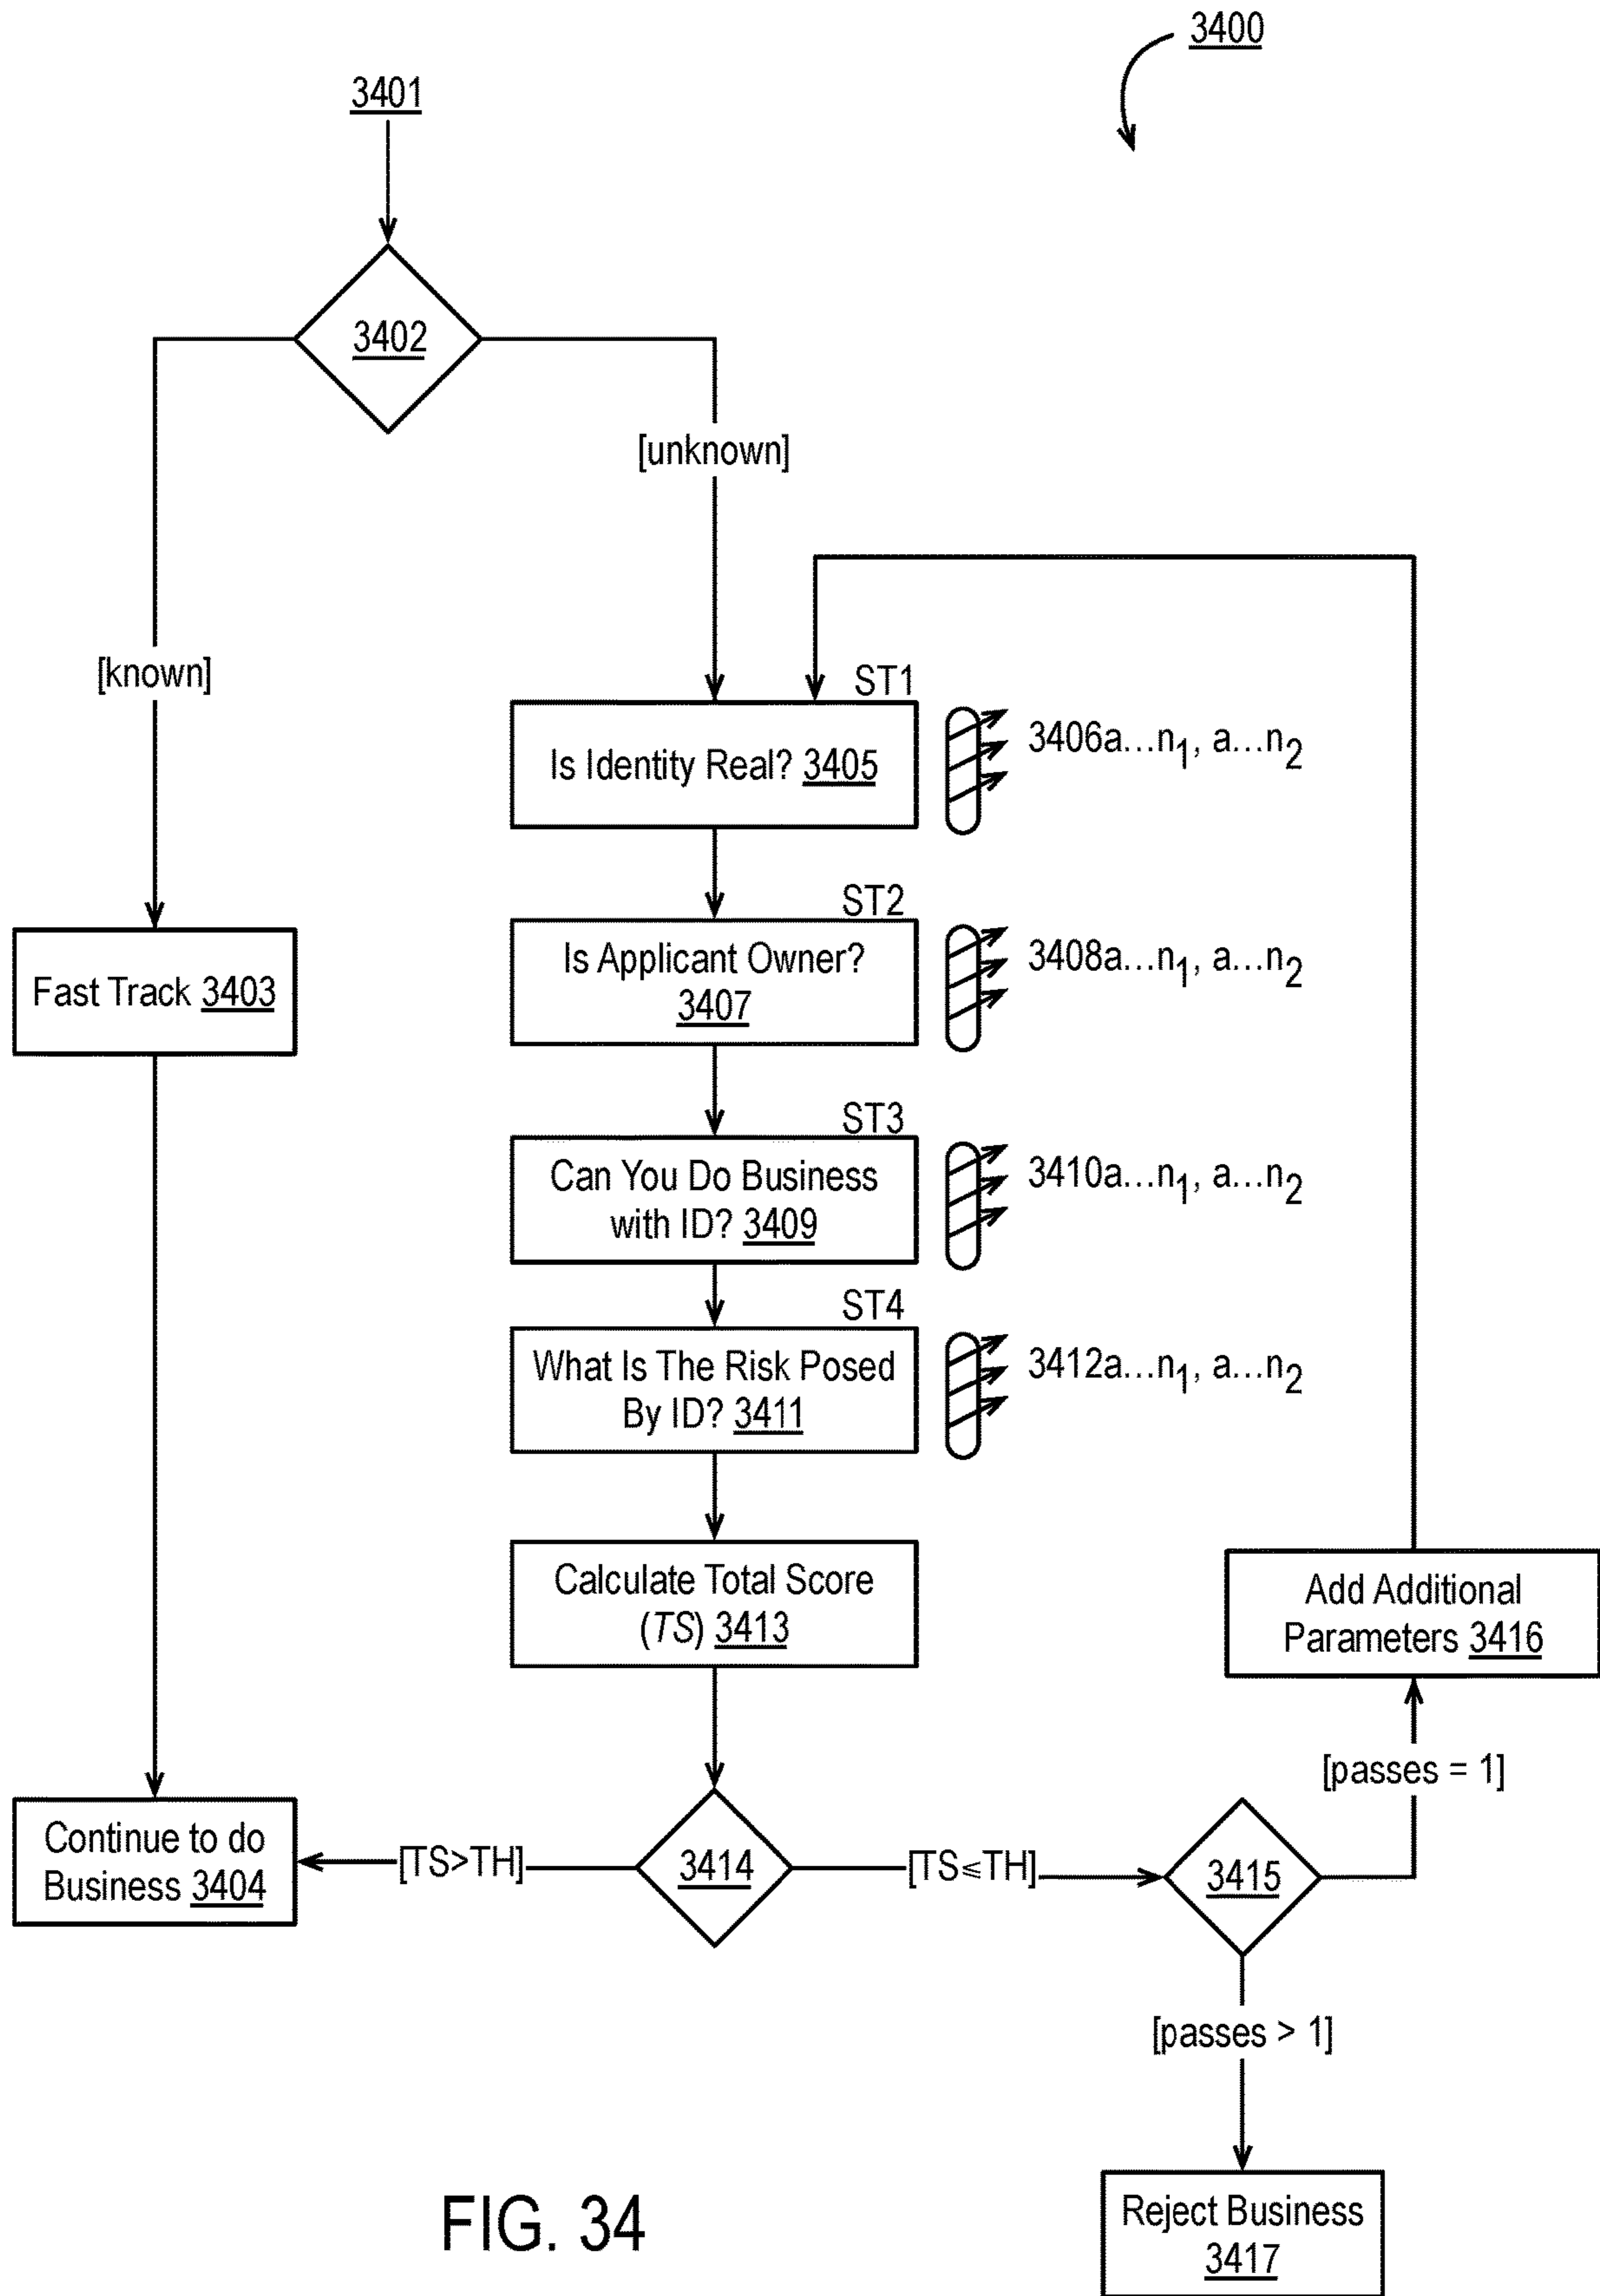 3400
3401
3402
[unknown]
[known]
ST1
Is Identity Real? 3405
3406a...n1, a...n2
ST2
Is Applicant Owner?
3407
3408a...n1, a...n2
Fast Track 3403
ST3
Can You Do Business
with ID? 3409
3410a...n1, a...n2
ST4
What Is The Risk Posed
By ID? 3411
3412a...n1, a...n2
Calculate Total Score
(TS) 3413
Add Additional
Parameters 3416
[passes = 1]
Continue to do
Business 3404
[TS>TH]
3414
[TS⩽TH]
3415
[passes > 1]
Reject Business
3417
FIG. 34